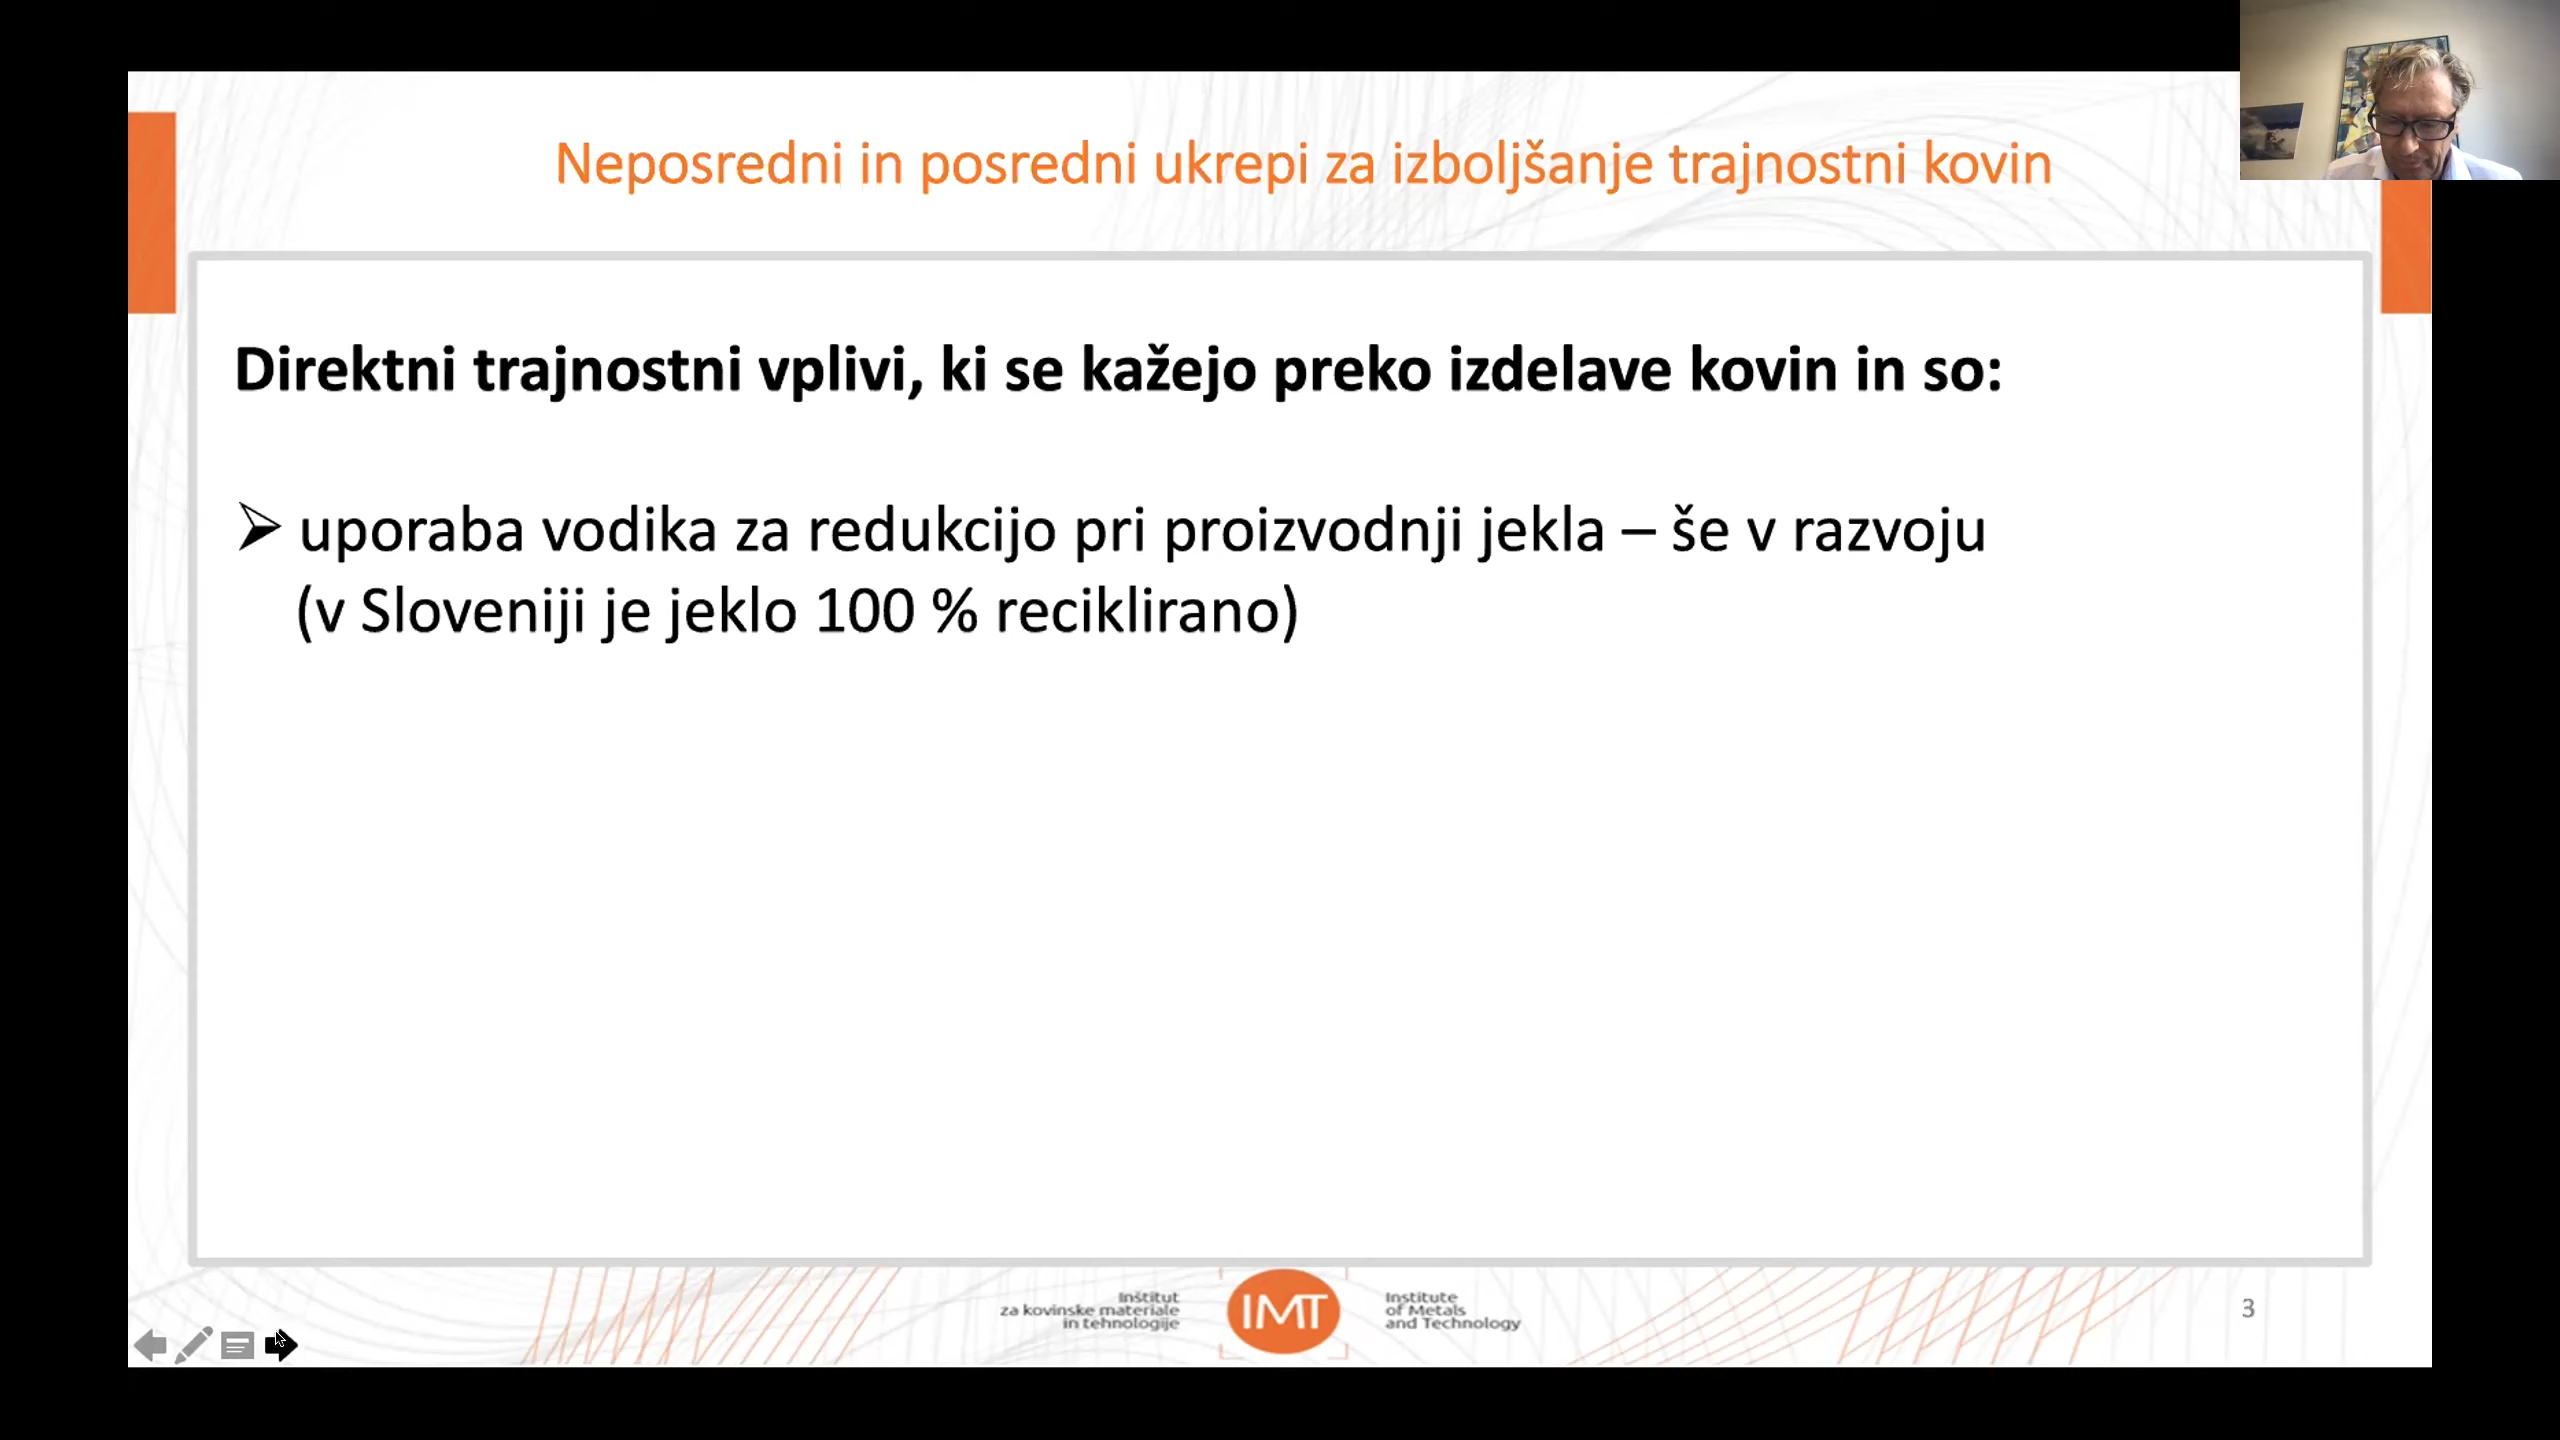 Neposredni in posredni ukrepi za izboljšanje trajnostni kovin
Direktni trajnostni vplivi, ki se kažejo preko izdelave kovin in so:
uporaba vodika za redukcijo pri proizvodnji jekla – še v razvoju
(v Sloveniji je jeklo 100 % reciklirano)
Inštitut
za kovinske materiale
in tehnologije
IMT
Institute
of Metals
and Technology
3